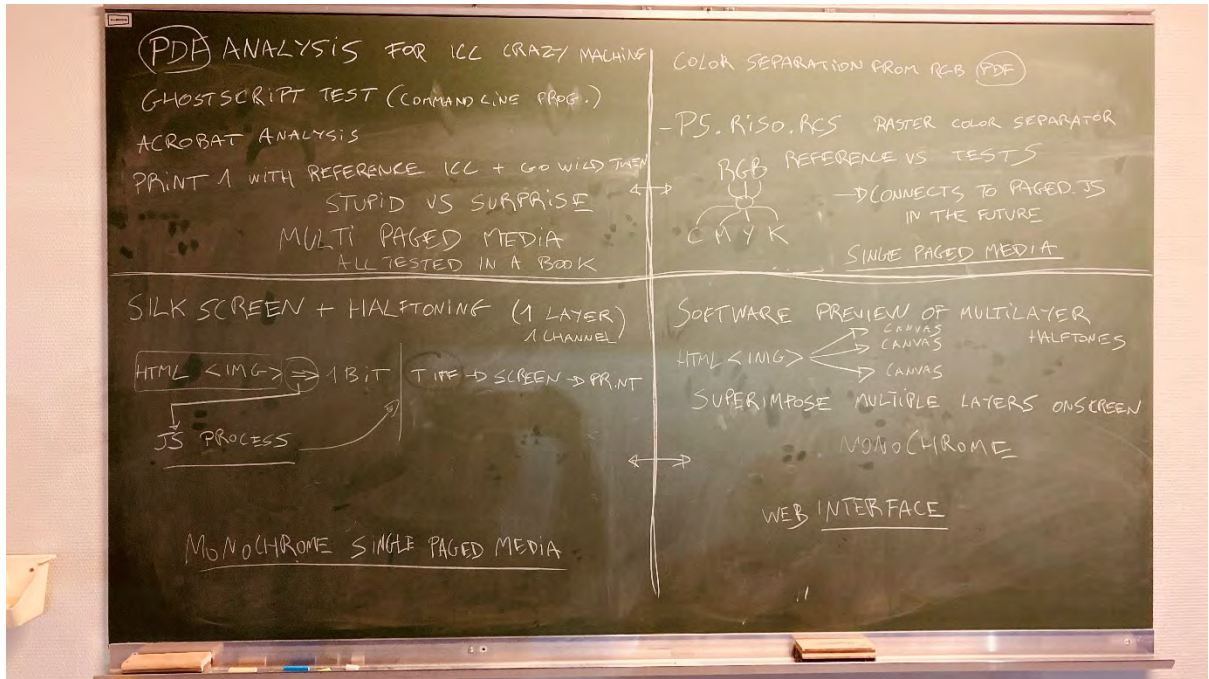 PDF ANALYSIS FOR ICC CRAZY MACHINE
GHOSTSCRIPT TEST (COMMAND LINE PROG.)
ACROBAT ANALYSIS
PRINT 1 WITH REFERENCE ICC + GO WILD THEN
STUPID VS SURPRISE
MULTI PAGED MEDIA
ALL TESTED IN A BOOK
COLOR SEPARATION FROM RGB PDF
- PS.RISO.RCS RASTER COLOR SEPARATOR
REFERENCE VS TESTS
RGB
→ CONNECTS TO PAGED.JS
IN THE FUTURE
C M Y K
SINGLE PAGED MEDIA
SILK SCREEN + HALFTONING (1 LAYER)
1 CHANNEL
HTML <IMG> → 1 BIT | TIFF → SCREEN → PRINT
JS PROCESS
MONOCHROME SINGLE PAGED MEDIA
SOFTWARE PREVIEW OF MULTILAYER
HALFTONES
CANVAS
CANVAS
HTML <IMG>
CANVAS
SUPERIMPOSE MULTIPLE LAYERS ONSCREEN
MONOCHROME
WEB INTERFACE